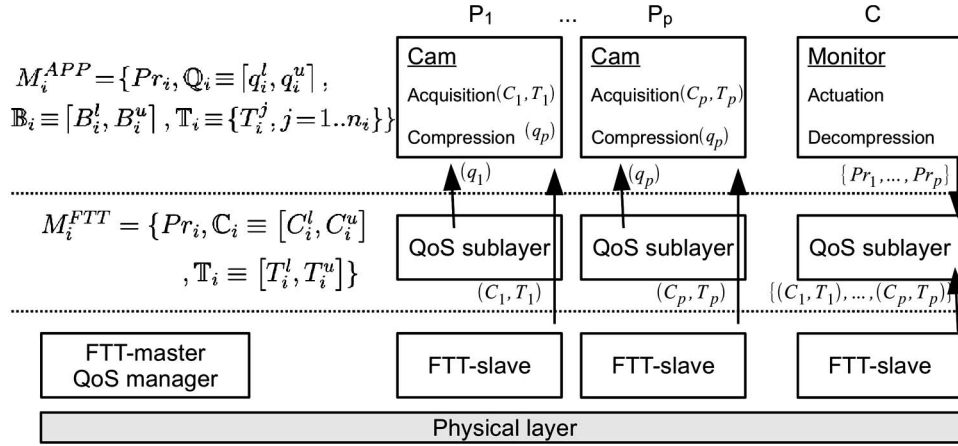 P₁ ... Pₚ C
Cam Cam Monitor
M_i^{APP} = {Pr_i, ℚ_i ≡ ⌈q_i^l, q_i^u⌉,
Acquisition(C₁, T₁) Acquisition(Cₚ, Tₚ) Actuation
𝔹_i ≡ ⌈B_i^l, B_i^u⌉, 𝕋_i ≡ {T_i^j, j = 1..n_i}}
Compression (qₚ) Compression(qₚ) Decompression
(q₁) (qₚ) {Pr₁, ..., Prₚ}
M_i^{FTT} = {Pr_i, ℂ_i ≡ [C_i^l, C_i^u]
QoS sublayer QoS sublayer QoS sublayer
, 𝕋_i ≡ [T_i^l, T_i^u]}
(C₁, T₁) (Cₚ, Tₚ) {(C₁, T₁), ..., (Cₚ, Tₚ)}
FTT-master
QoS manager
FTT-slave FTT-slave FTT-slave
Physical layer